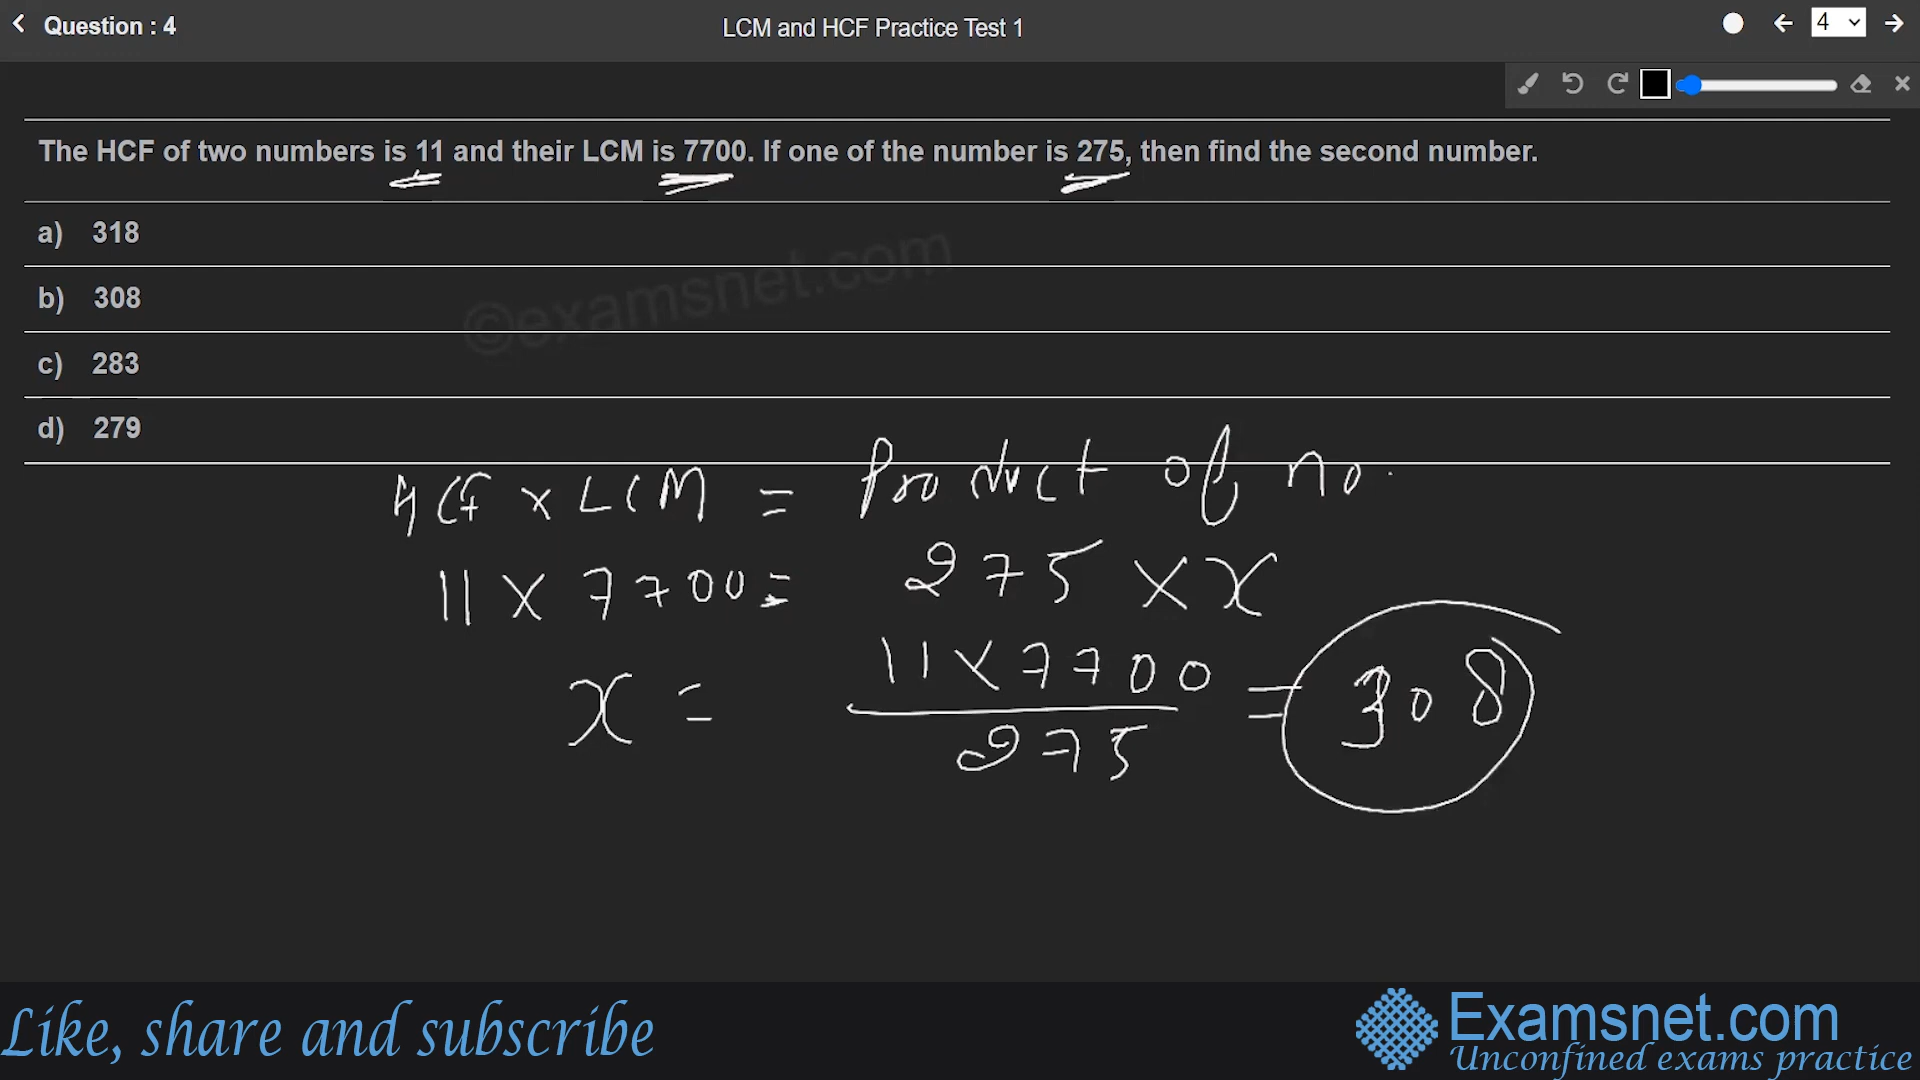 Question : 4
LCM and HCF Practice Test 1
4
The HCF of two numbers is 11 and their LCM is 7700. If one of the number is 275, then find the second number.
a) 318
©examsnet.com
b) 308
c) 283
d) 279
HCF x LCM = Product of no.
11 x 7700 = 275 x x
x = 11 x 7700 / 275 = 308
Like, share and subscribe
Examsnet.com
Unconfined exams practice